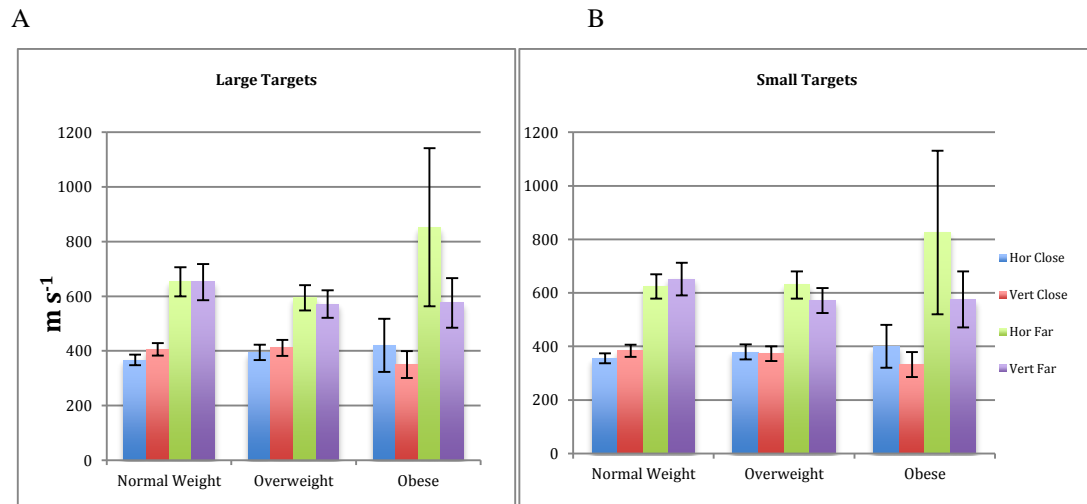 A
B
Large Targets
m s-1
1200
1000
800
600
400
200
0
Normal Weight Overweight Obese
Small Targets
1200
1000
800
600
400
200
0
Normal Weight Overweight Obese
Hor Close
Vert Close
Hor Far
Vert Far